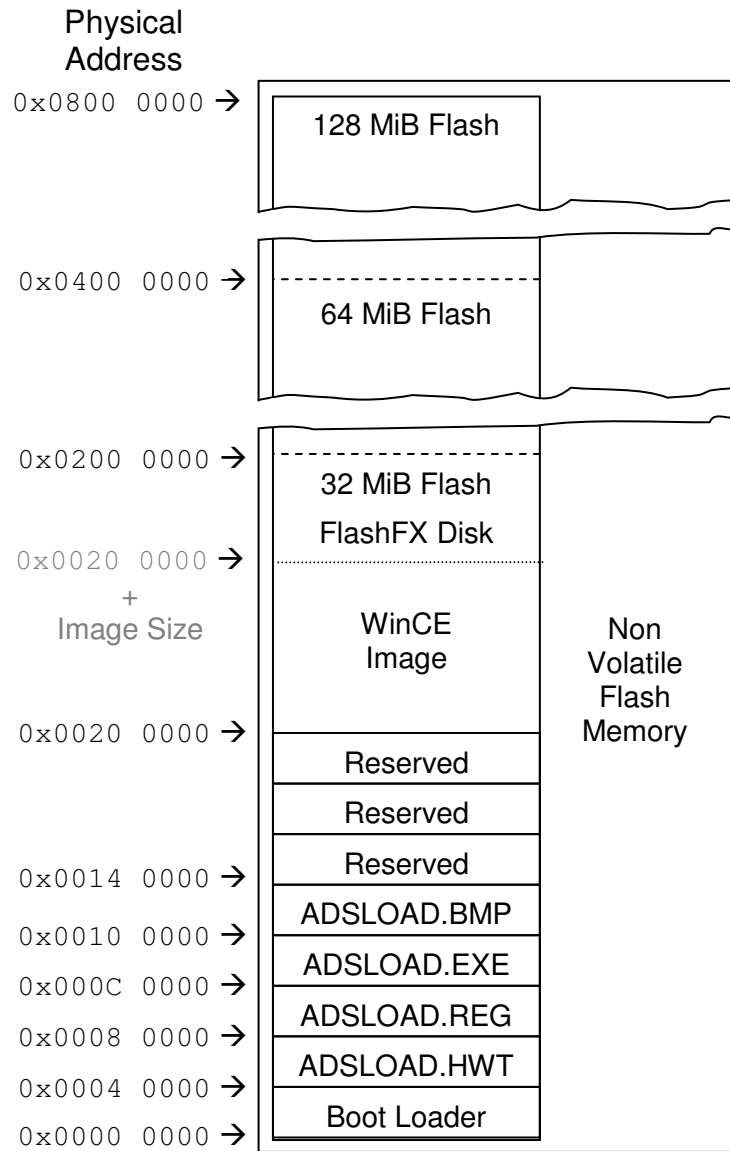 Physical
Address
0x0800 0000 →
128 MiB Flash
0x0400 0000 →
64 MiB Flash
0x0200 0000 →
32 MiB Flash
FlashFX Disk
0x0020 0000 →
+
Image Size
WinCE
Image
Non
Volatile
Flash
Memory
0x0020 0000 →
Reserved
Reserved
Reserved
0x0014 0000 →
ADSLOAD.BMP
0x0010 0000 →
ADSLOAD.EXE
0x000C 0000 →
ADSLOAD.REG
0x0008 0000 →
ADSLOAD.HWT
0x0004 0000 →
Boot Loader
0x0000 0000 →